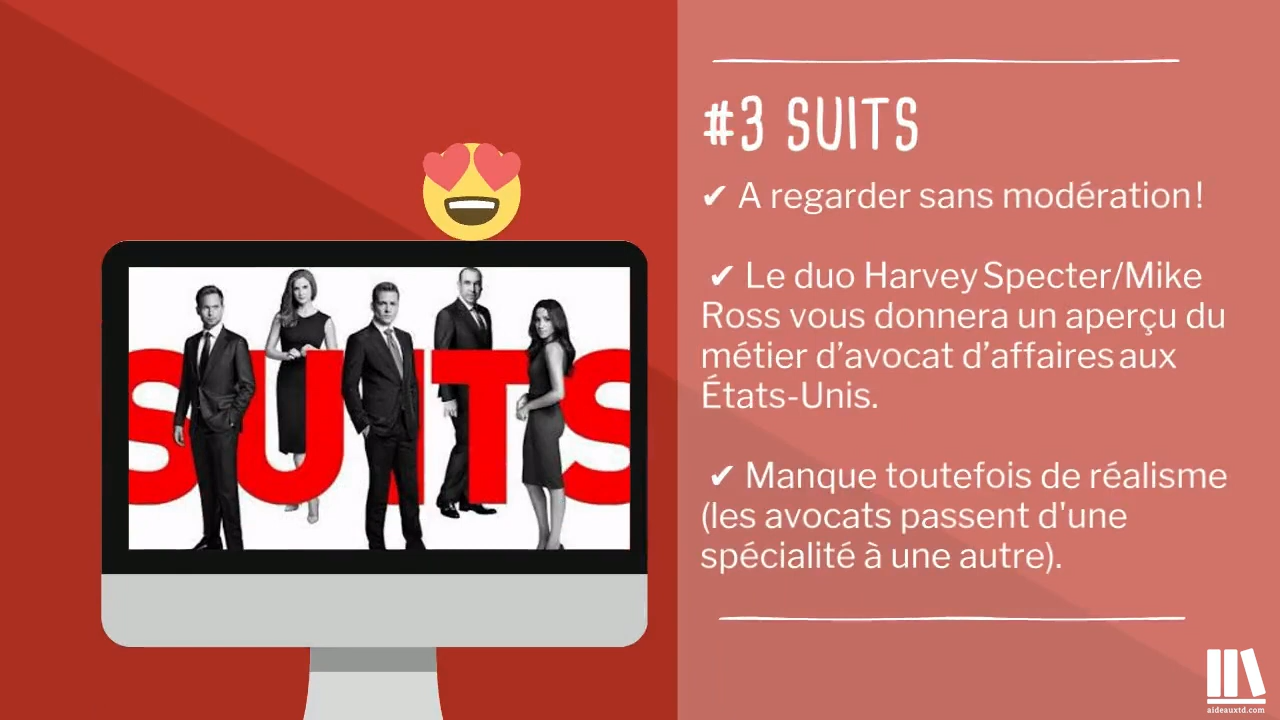 #3 SUITS
✔ A regarder sans modération!
✔ Le duo Harvey Specter/Mike
Ross vous donnera un aperçu du
métier d’avocat d’affaires aux
États-Unis.
✔ Manque toutefois de réalisme
(les avocats passent d'une
spécialité à une autre).
SUITS
aideauxtd.com